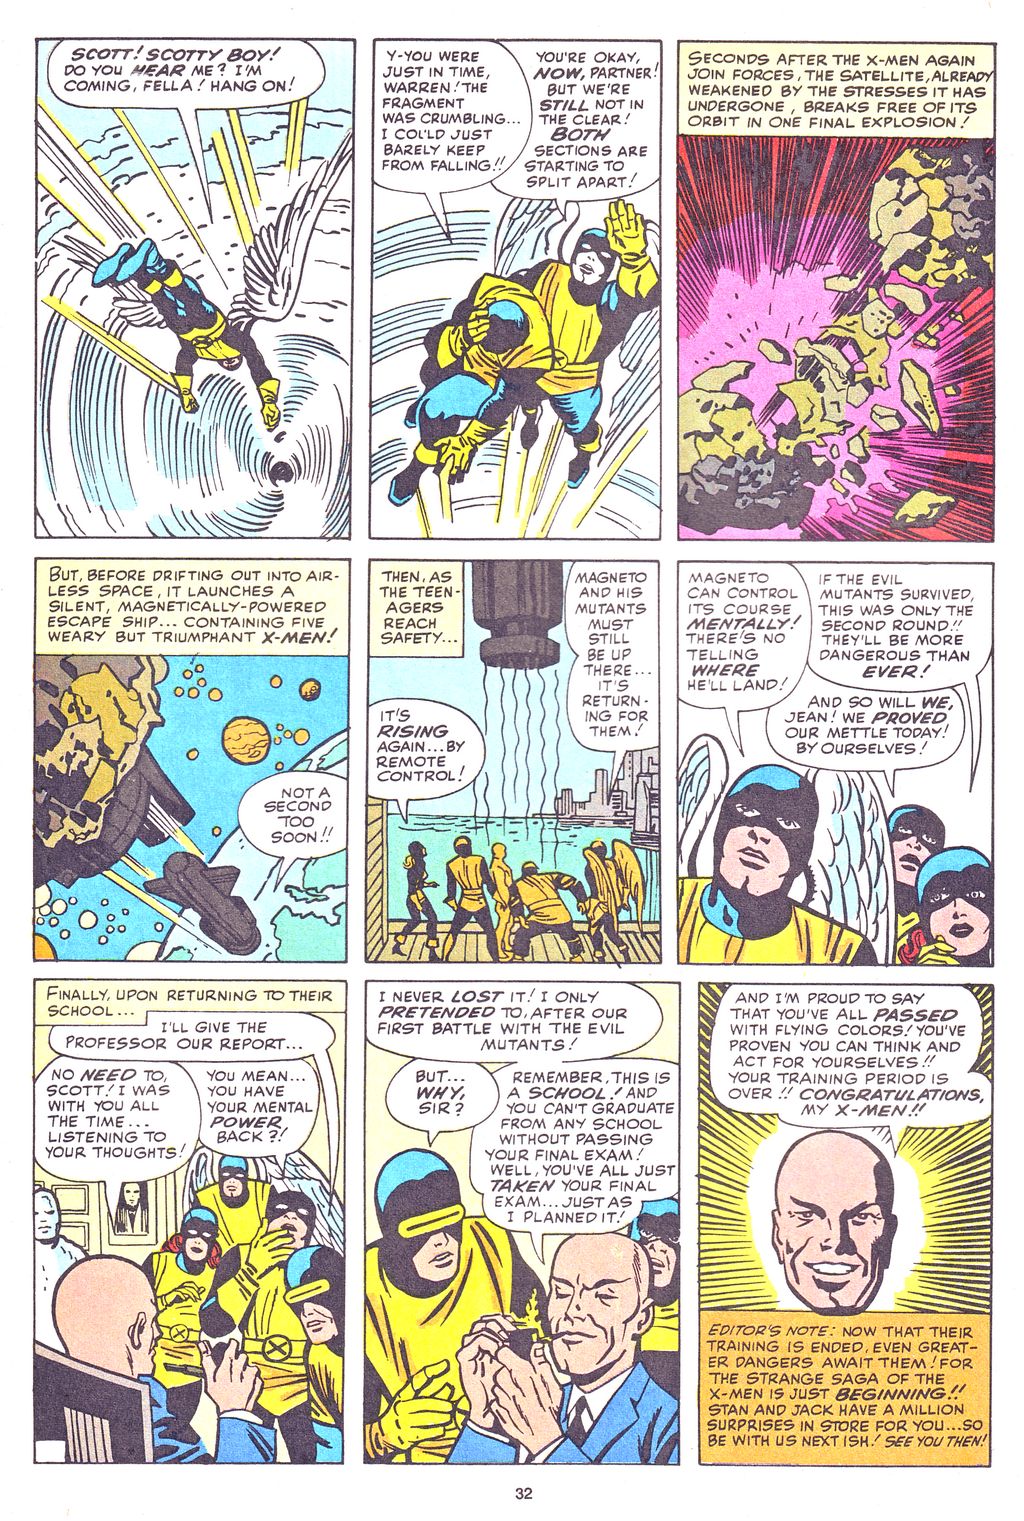 SCOTT! SCOTTY BOY!
DO YOU HEAR ME? I'M
COMING, FELLA! HANG ON!
Y-YOU WERE
JUST IN TIME,
WARREN! THE
FRAGMENT
WAS CRUMBLING...
I COULD JUST
BARELY KEEP
FROM FALLING!!
YOU'RE OKAY,
NOW, PARTNER!
BUT WE'RE
STILL NOT IN
THE CLEAR!
BOTH
SECTIONS ARE
STARTING TO
SPLIT APART!
SECONDS AFTER THE X-MEN AGAIN
JOIN FORCES, THE SATELLITE, ALREADY
WEAKENED BY THE STRESSES IT HAS
UNDERGONE, BREAKS FREE OF ITS
ORBIT IN ONE FINAL EXPLOSION!
BUT, BEFORE DRIFTING OUT INTO AIR-
LESS SPACE, IT LAUNCHES A
SILENT, MAGNETICALLY-POWERED
ESCAPE SHIP... CONTAINING FIVE
WEARY BUT TRIUMPHANT X-MEN!
NOT A
SECOND
TOO
SOON!!
THEN, AS
THE TEEN-
AGERS
REACH
SAFETY...
IT'S
RISING
AGAIN...BY
REMOTE
CONTROL!
MAGNETO
AND HIS
MUTANTS
MUST
STILL
BE UP
THERE...
IT'S
RETURN-
ING FOR
THEM!
MAGNETO
CAN CONTROL
ITS COURSE
MENTALLY!
THERE'S NO
TELLING
WHERE
HE'LL LAND!
IF THE EVIL
MUTANTS SURVIVED,
THIS WAS ONLY THE
SECOND ROUND!!
THEY'LL BE MORE
DANGEROUS THAN
EVER!
AND SO WILL WE,
JEAN! WE PROVED
OUR METTLE TODAY!
BY OURSELVES!
FINALLY, UPON RETURNING TO THEIR
SCHOOL...
I'LL GIVE THE
PROFESSOR OUR REPORT...
NO NEED TO,
SCOTT! I WAS
WITH YOU ALL
THE TIME...
LISTENING TO
YOUR THOUGHTS!
YOU MEAN...
YOU HAVE
YOUR MENTAL
POWER
BACK?!
I NEVER LOST IT! I ONLY
PRETENDED TO, AFTER OUR
FIRST BATTLE WITH THE EVIL
MUTANTS!
BUT...
WHY,
SIR?
REMEMBER, THIS IS
A SCHOOL! AND
YOU CAN'T GRADUATE
FROM ANY SCHOOL
WITHOUT PASSING
YOUR FINAL EXAM!
WELL, YOU'VE ALL JUST
TAKEN YOUR FINAL
EXAM...JUST AS
I PLANNED IT!
AND I'M PROUD TO SAY
THAT YOU'VE ALL PASSED
WITH FLYING COLORS! YOU'VE
PROVEN YOU CAN THINK AND
ACT FOR YOURSELVES!!
YOUR TRAINING PERIOD IS
OVER!! CONGRATULATIONS,
MY X-MEN!!
EDITOR'S NOTE: NOW THAT THEIR
TRAINING IS ENDED, EVEN GREAT-
ER DANGERS AWAIT THEM! FOR
THE STRANGE SAGA OF THE
X-MEN IS JUST BEGINNING!!
STAN AND JACK HAVE A MILLION
SURPRISES IN STORE FOR YOU...SO
BE WITH US NEXT ISH! SEE YOU THEN!
32